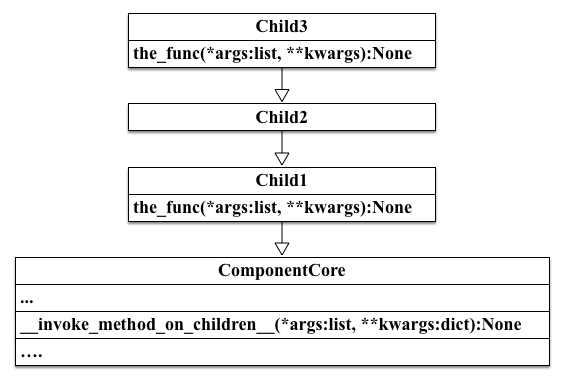 Child3
the_func(*args:list, **kwargs):None
Child2
Child1
the_func(*args:list, **kwargs):None
ComponentCore
...
__invoke_method_on_children__(*args:list, **kwargs:dict):None
....